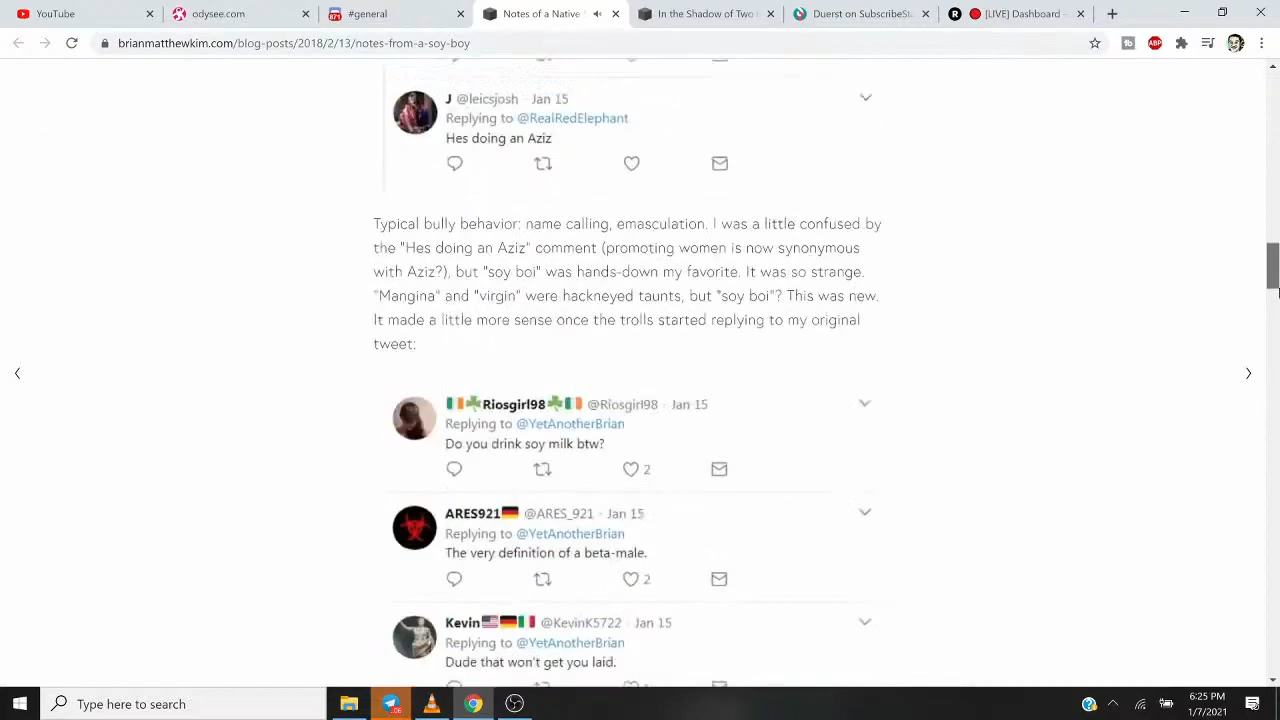 YouTube
odysee.com
#general
Notes of a Native
In the Shadow of Two
Duerst on SubscribeSt
[LIVE] Dashboard –
brianmatthewkim.com/blog-posts/2018/2/13/notes-from-a-soy-boy
J @leicsjosh · Jan 15
Replying to @RealRedElephant
Hes doing an Aziz
Typical bully behavior: name calling, emasculation. I was a little confused by
the "Hes doing an Aziz" comment (promoting women is now synonymous
with Aziz?), but "soy boi" was hands-down my favorite. It was so strange.
"Mangina" and "virgin" were hackneyed taunts, but "soy boi"? This was new.
It made a little more sense once the trolls started replying to my original
tweet:
🇮🇪☘Riosgirl98☘🇮🇪 @Riosgirl98 · Jan 15
Replying to @YetAnotherBrian
Do you drink soy milk btw?
2
ARES921🇩🇪 @ARES_921 · Jan 15
Replying to @YetAnotherBrian
The very definition of a beta-male.
2
Kevin🇺🇸🇩🇪🇮🇹 @KevinK5722 · Jan 15
Replying to @YetAnotherBrian
Dude that won't get you laid.
Type here to search
6:25 PM
1/7/2021